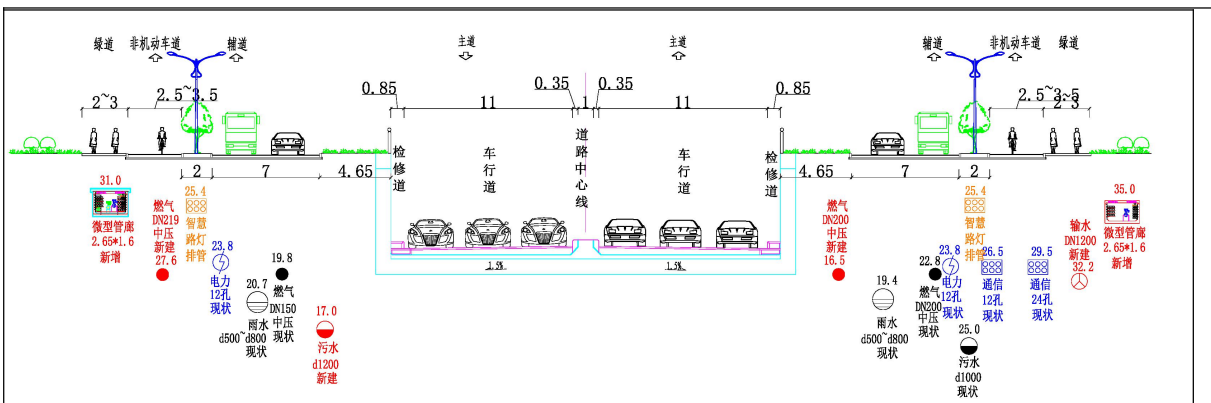 绿道 非机动车道 辅道 主道 主道 辅道 非机动车道 绿道
2~3 2.5~3.5 0.85 11 0.35 1 0.35 11 0.85 2.5~3.5 2~3
检修道 车行道 道路中心线 车行道 检修道
2 7 4.65 4.65 7 2
1.5% 1.5%
31.0
微型管廊
2.65*1.6
新增
燃气
DN219
中压
新建
27.6
25.4
智慧
路灯
排管
23.8
电力
12孔
现状
20.7
雨水
d500~d800
现状
19.8
燃气
DN150
中压
现状
17.0
污水
d1200
新建
燃气
DN200
中压
新建
16.5
19.4
雨水
d500~d800
现状
22.8
燃气
DN200
中压
现状
23.8
电力
12孔
现状
25.4
智慧
路灯
排管
25.0
污水
d1000
现状
26.5
通信
12孔
现状
29.5
通信
24孔
现状
输水
DN1200
新建
32.2
35.0
微型管廊
2.65*1.6
新增